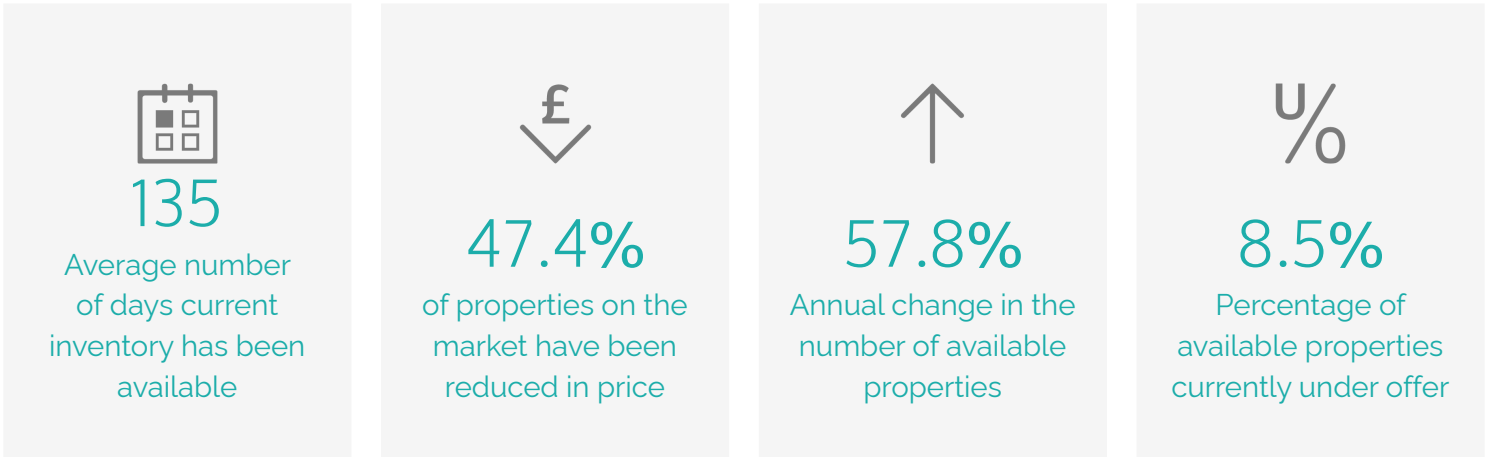 135
Average number
of days current
inventory has been
available
£
47.4%
of properties on the
market have been
reduced in price
57.8%
Annual change in the
number of available
properties
U/O
8.5%
Percentage of
available properties
currently under offer